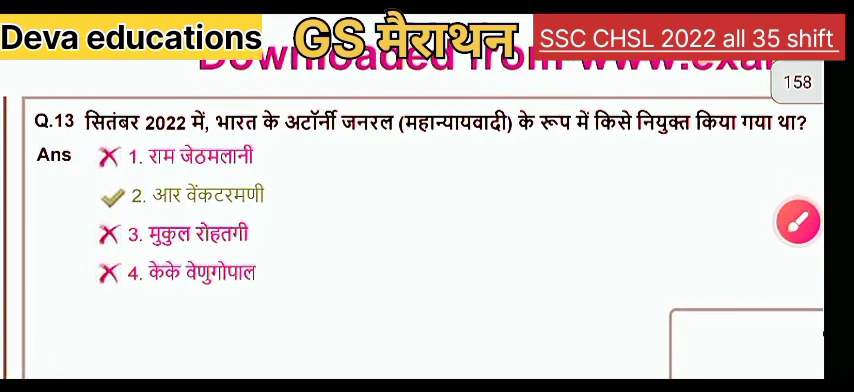 Deva educations GS मैराथन SSC CHSL 2022 all 35 shift
158
Q.13 सितंबर 2022 में, भारत के अटॉर्नी जनरल (महान्यायवादी) के रूप में किसे नियुक्त किया गया था?
Ans 1. राम जेठमलानी
2. आर वेंकटरमणी
3. मुकुल रोहतगी
4. केके वेणुगोपाल